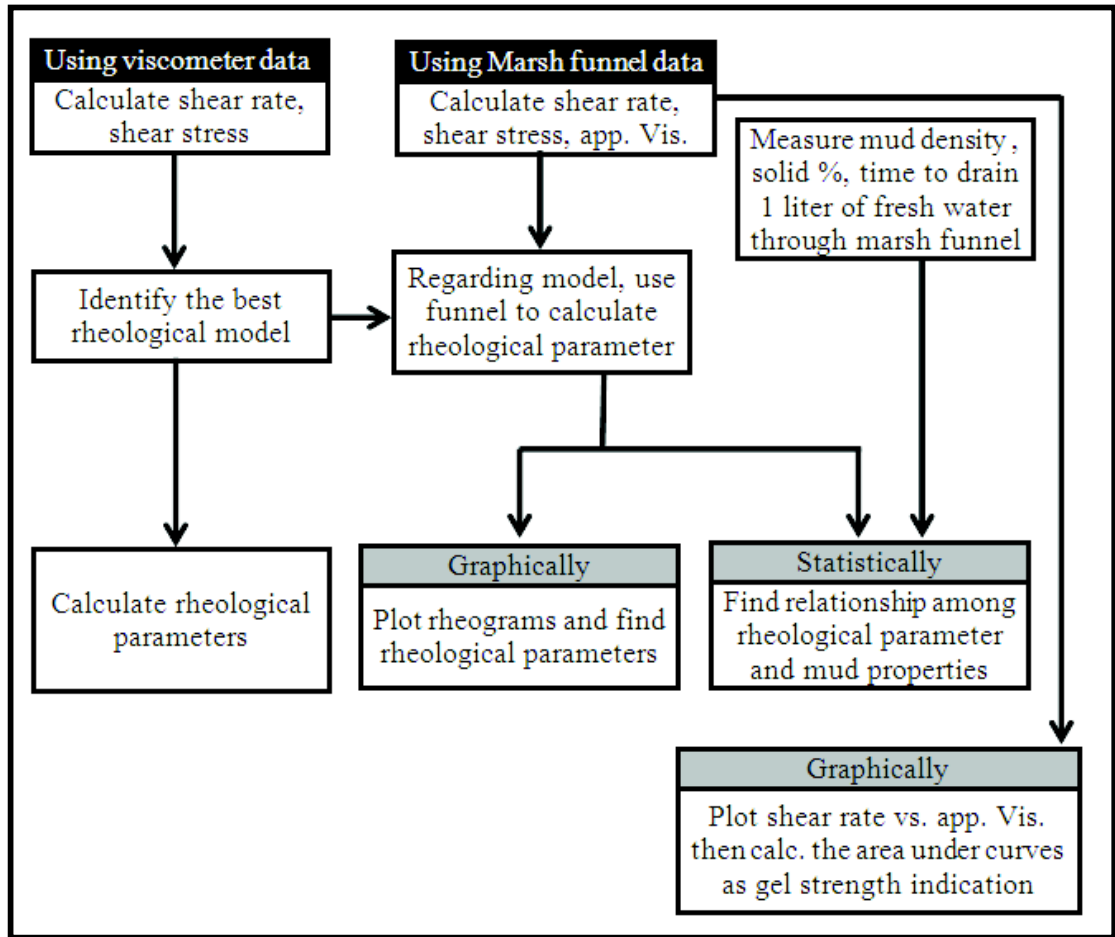 Using viscometer data
Calculate shear rate,
shear stress
Using Marsh funnel data
Calculate shear rate,
shear stress, app. Vis.
Measure mud density ,
solid %, time to drain
1 liter of fresh water
through marsh funnel
Identify the best
rheological model
Regarding model, use
funnel to calculate
rheological parameter
Calculate rheological
parameters
Graphically
Plot rheograms and find
rheological parameters
Statistically
Find relationship among
rheological parameter
and mud properties
Graphically
Plot shear rate vs. app. Vis.
then calc. the area under curves
as gel strength indication